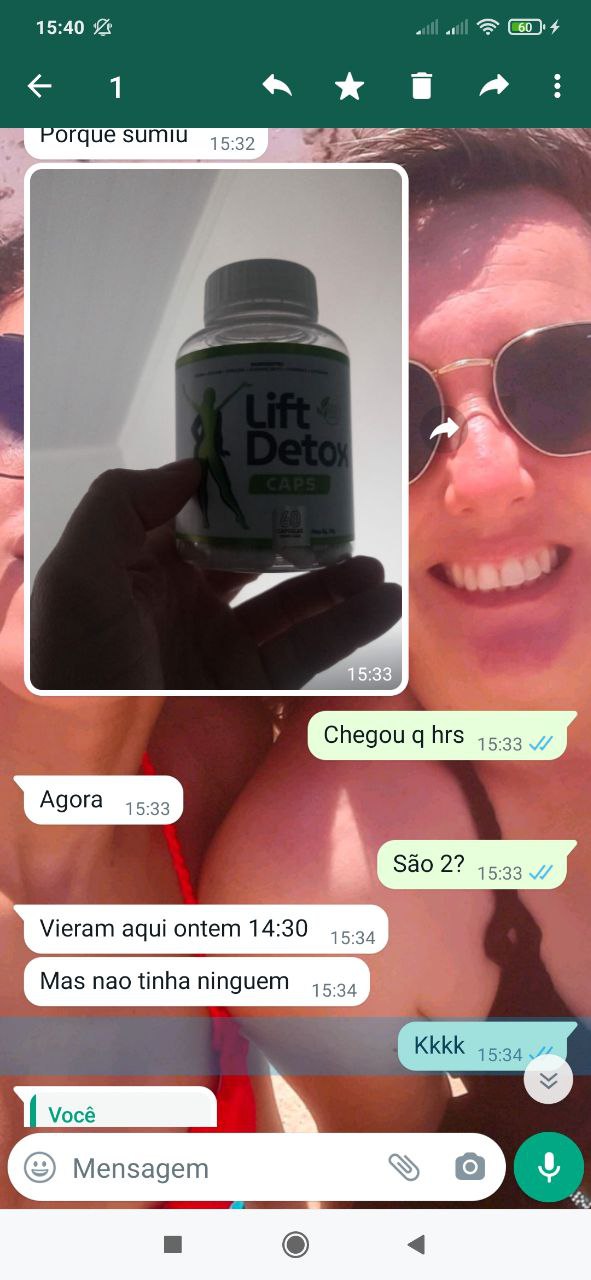 15:40
60
1
Porque sumiu 15:32
Lift
Detox
CAPS
60
15:33
Chegou q hrs 15:33
Agora 15:33
São 2? 15:33
Vieram aqui ontem 14:30 15:34
Mas nao tinha ninguem 15:34
Kkkk 15:34
Você
Mensagem